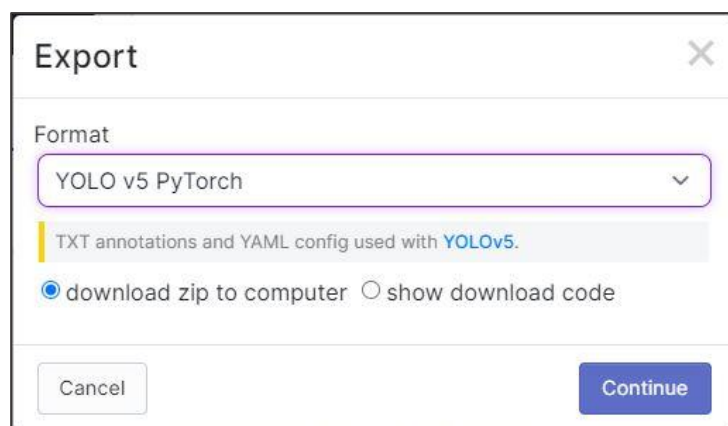 Export
Format
YOLO v5 PyTorch
TXT annotations and YAML config used with YOLOv5.
download zip to computer show download code
Cancel Continue